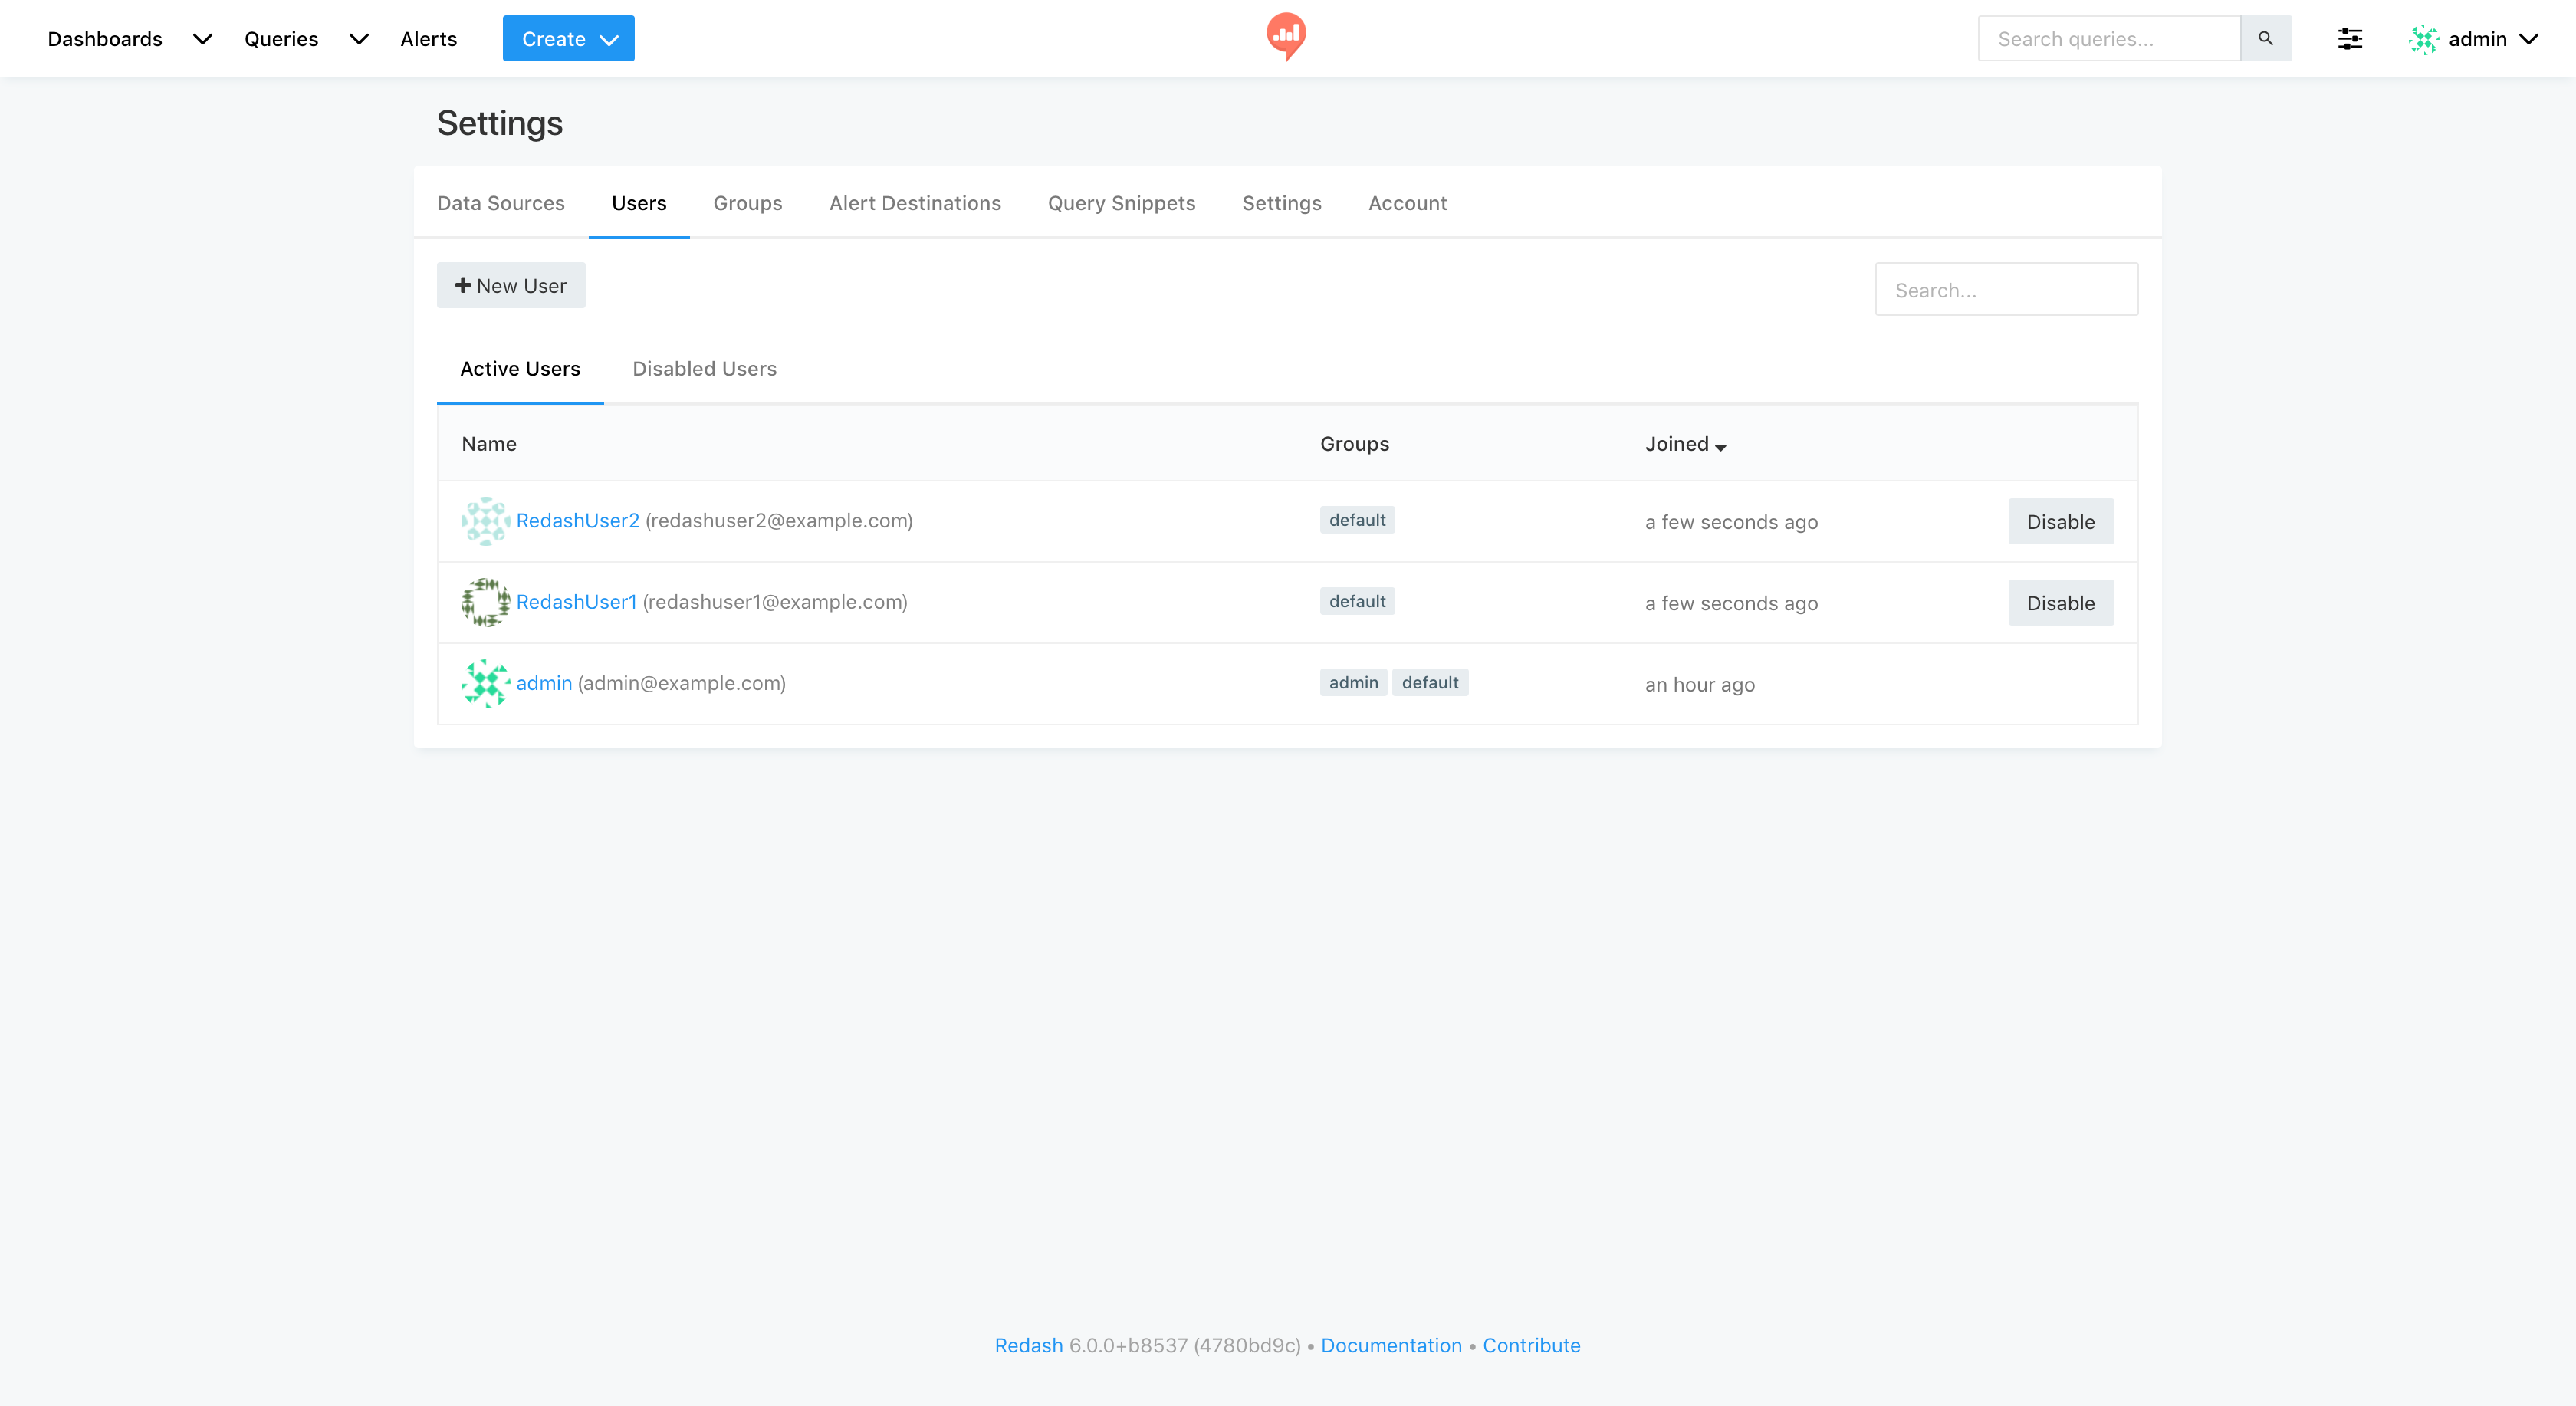 Dashboards Queries Alerts Create Search queries... admin
Settings
Data Sources Users Groups Alert Destinations Query Snippets Settings Account
New User Search...
Active Users Disabled Users
Name Groups Joined
RedashUser2 (redashuser2@example.com) default a few seconds ago Disable
RedashUser1 (redashuser1@example.com) default a few seconds ago Disable
admin (admin@example.com) admin default an hour ago
Redash 6.0.0+b8537 (4780bd9c) • Documentation • Contribute